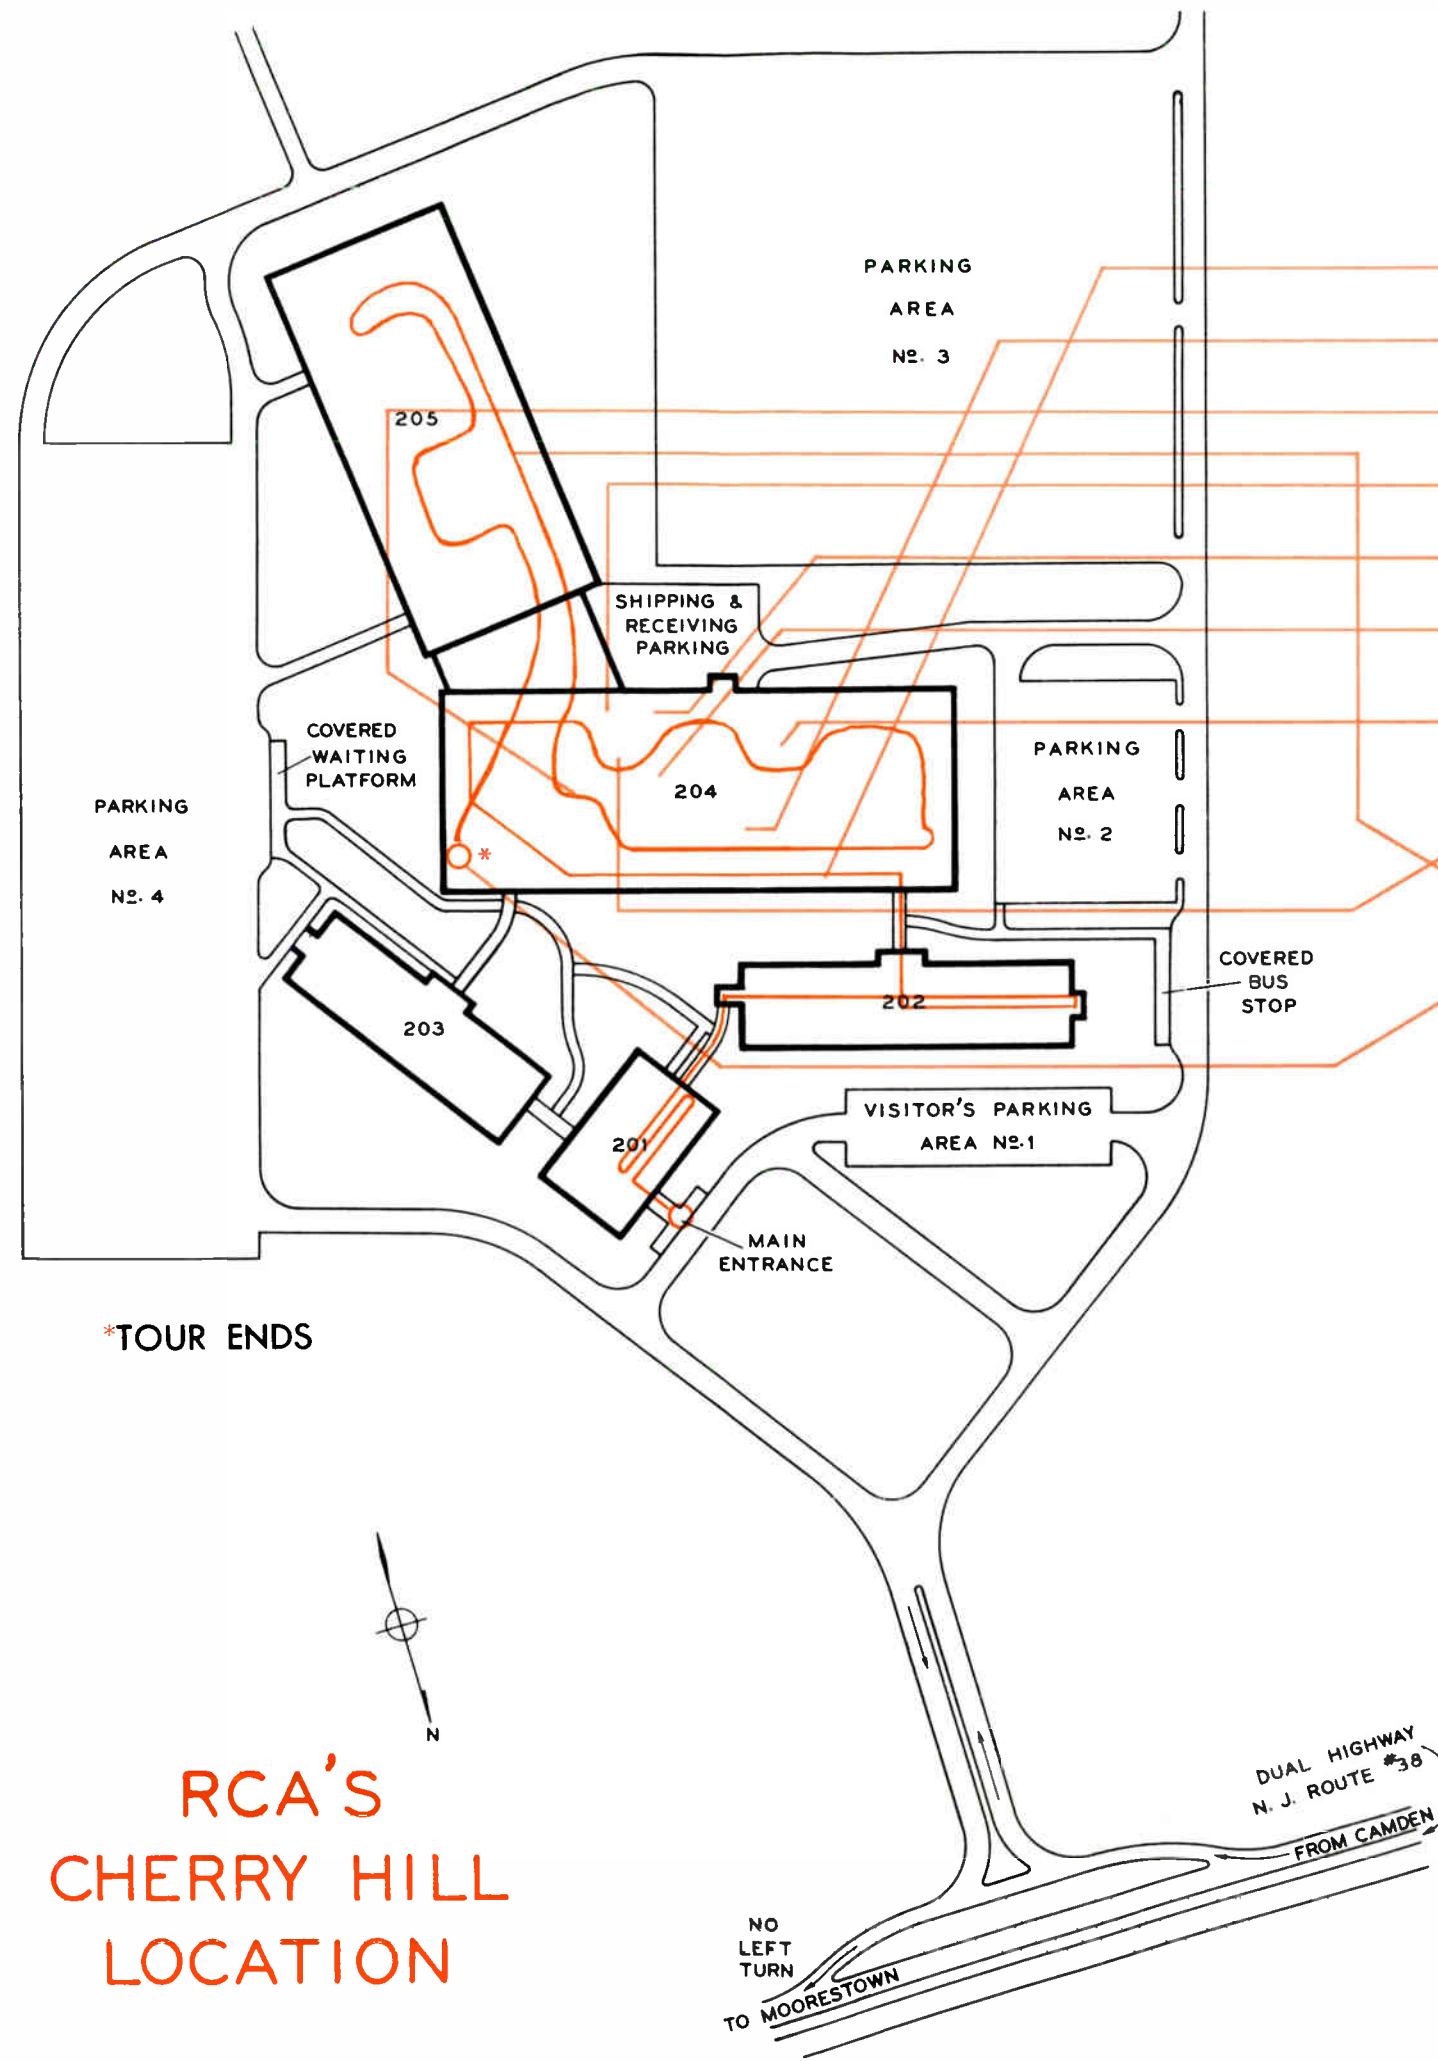 PARKING
AREA
Nº. 3
205
SHIPPING &
RECEIVING
PARKING
COVERED
WAITING
PLATFORM
PARKING
AREA
Nº. 2
204
PARKING
AREA
Nº. 4
*
COVERED
BUS
STOP
202
203
VISITOR'S PARKING
AREA Nº.1
201
MAIN
ENTRANCE
*TOUR ENDS
N
RCA'S
CHERRY HILL
LOCATION
DUAL HIGHWAY
N. J. ROUTE #38
FROM CAMDEN
NO
LEFT
TURN
TO MOORESTOWN